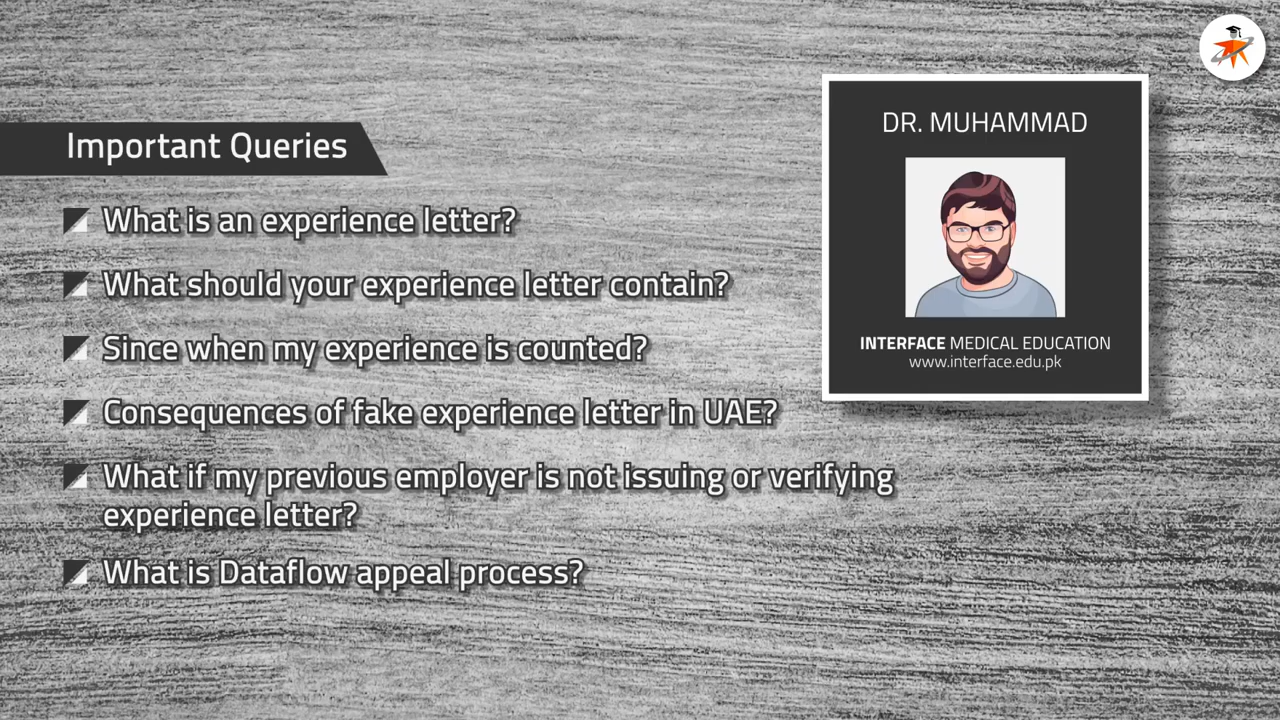 Important Queries
What is an experience letter?
What should your experience letter contain?
Since when my experience is counted?
Consequences of fake experience letter in UAE?
What if my previous employer is not issuing or verifying
experience letter?
What is Dataflow appeal process?
DR. MUHAMMAD
INTERFACE MEDICAL EDUCATION
www.interface.edu.pk